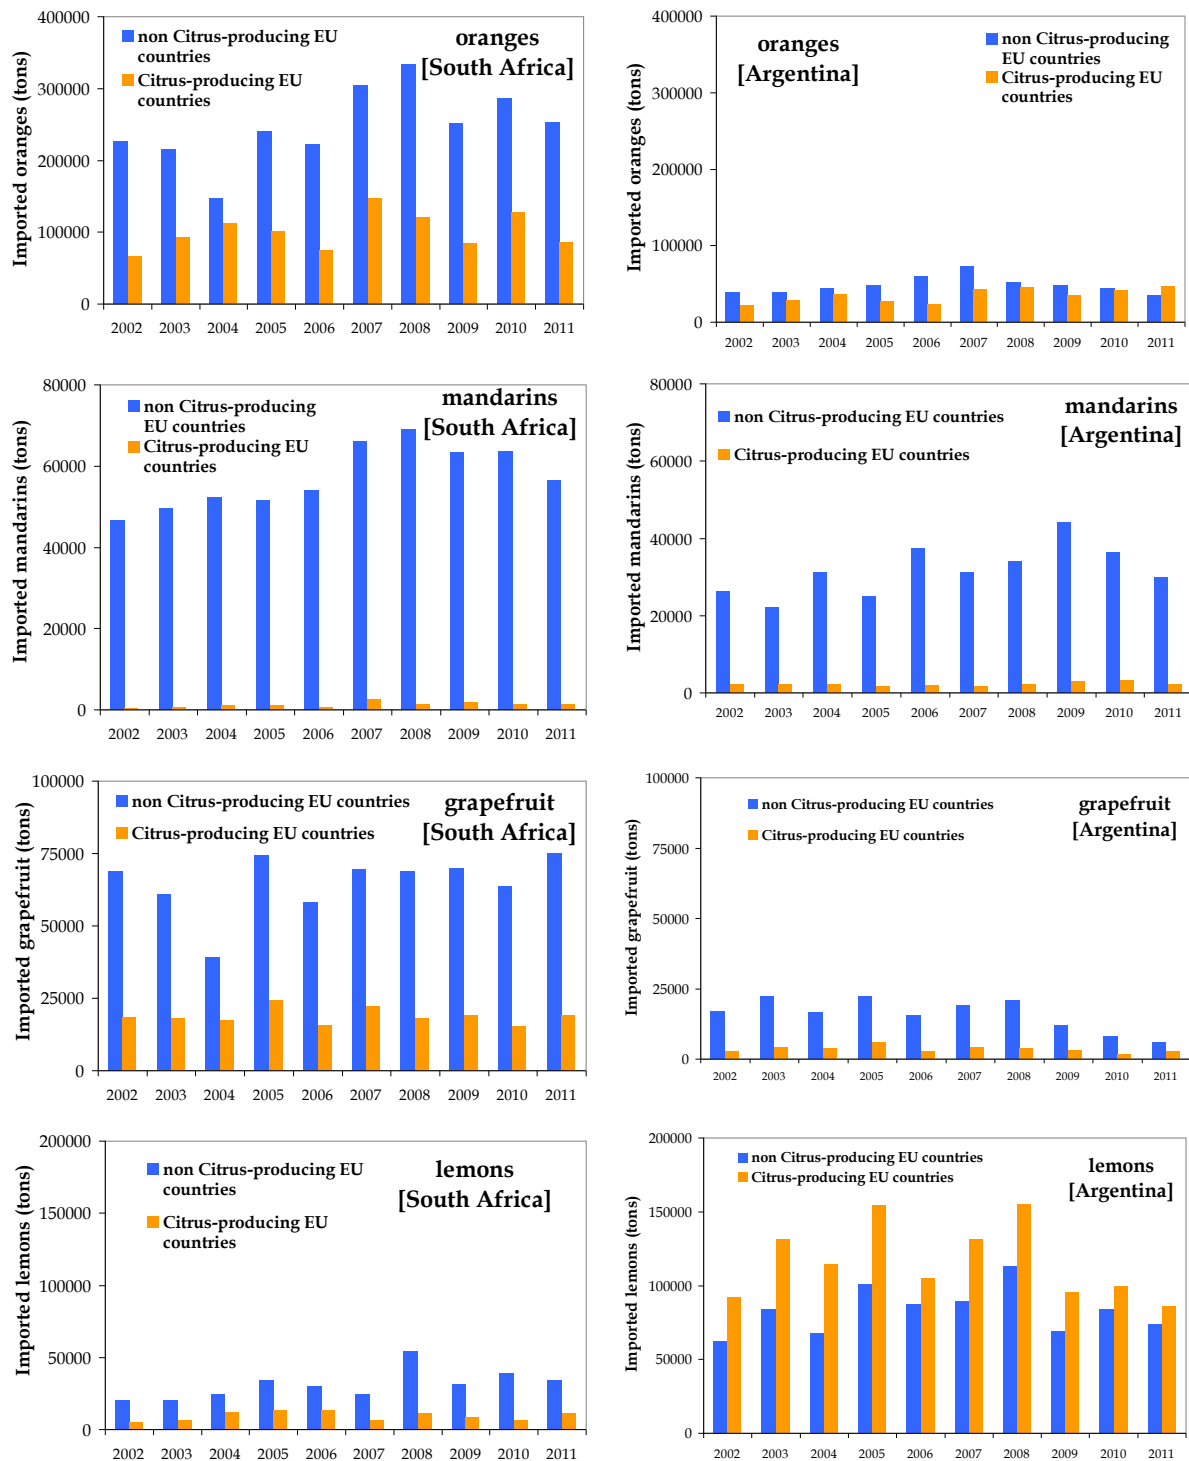 oranges
[South Africa]
non Citrus-producing EU
countries
Citrus-producing EU
countries
Imported oranges (tons)
400000
300000
200000
100000
0
2002 2003 2004 2005 2006 2007 2008 2009 2010 2011
oranges
[Argentina]
non Citrus-producing
EU countries
Citrus-producing EU
countries
Imported oranges (tons)
400000
300000
200000
100000
0
2002 2003 2004 2005 2006 2007 2008 2009 2010 2011
mandarins
[South Africa]
non Citrus-producing
EU countries
Citrus-producing EU
countries
Imported mandarins (tons)
80000
60000
40000
20000
0
2002 2003 2004 2005 2006 2007 2008 2009 2010 2011
mandarins
[Argentina]
non Citrus-producing EU countries
Citrus-producing EU countries
Imported mandarins (tons)
80000
60000
40000
20000
0
2002 2003 2004 2005 2006 2007 2008 2009 2010 2011
grapefruit
[South Africa]
non Citrus-producing EU countries
Citrus-producing EU countries
Imported grapefruit (tons)
100000
75000
50000
25000
0
2002 2003 2004 2005 2006 2007 2008 2009 2010 2011
grapefruit
[Argentina]
non Citrus-producing EU countries
Citrus-producing EU countries
Imported grapefruit (tons)
100000
75000
50000
25000
0
2002 2003 2004 2005 2006 2007 2008 2009 2010 2011
lemons
[South Africa]
non Citrus-producing EU
countries
Citrus-producing EU
countries
Imported lemons (tons)
200000
150000
100000
50000
0
2002 2003 2004 2005 2006 2007 2008 2009 2010 2011
lemons
[Argentina]
non Citrus-producing EU countries
Citrus-producing EU countries
Imported lemons (tons)
200000
150000
100000
50000
0
2002 2003 2004 2005 2006 2007 2008 2009 2010 2011